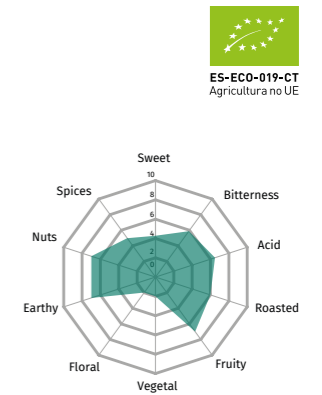 ES-ECO-019-CT
Agricultura no UE
Sweet
10
8
6
4
2
0
Spices
Bitterness
Nuts
Acid
Earthy
Roasted
Floral
Fruity
Vegetal